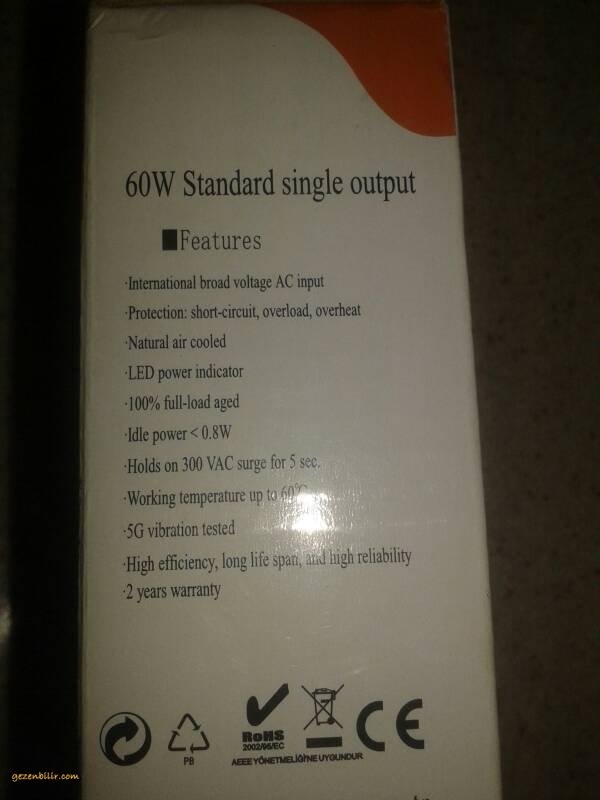 60W Standard single output
■Features
·International broad voltage AC input
·Protection: short-circuit, overload, overheat
·Natural air cooled
·LED power indicator
·100% full-load aged
·Idle power < 0.8W
·Holds on 300 VAC surge for 5 sec.
·Working temperature up to 60℃
·5G vibration tested
·High efficiency, long life span, and high reliability
·2 years warranty
RoHS
2002/95/EC
PB
CE
AEEE YÖNETMELİĞİNE UYGUNDUR
gezenbilir.com